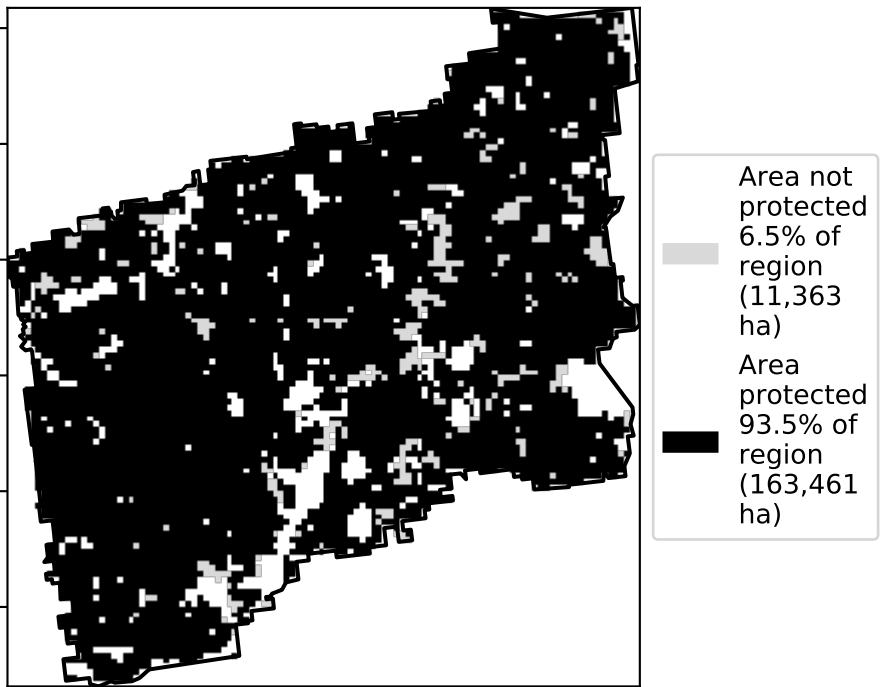 Area not
protected
6.5% of
region
(11,363
ha)
Area
protected
93.5% of
region
(163,461
ha)